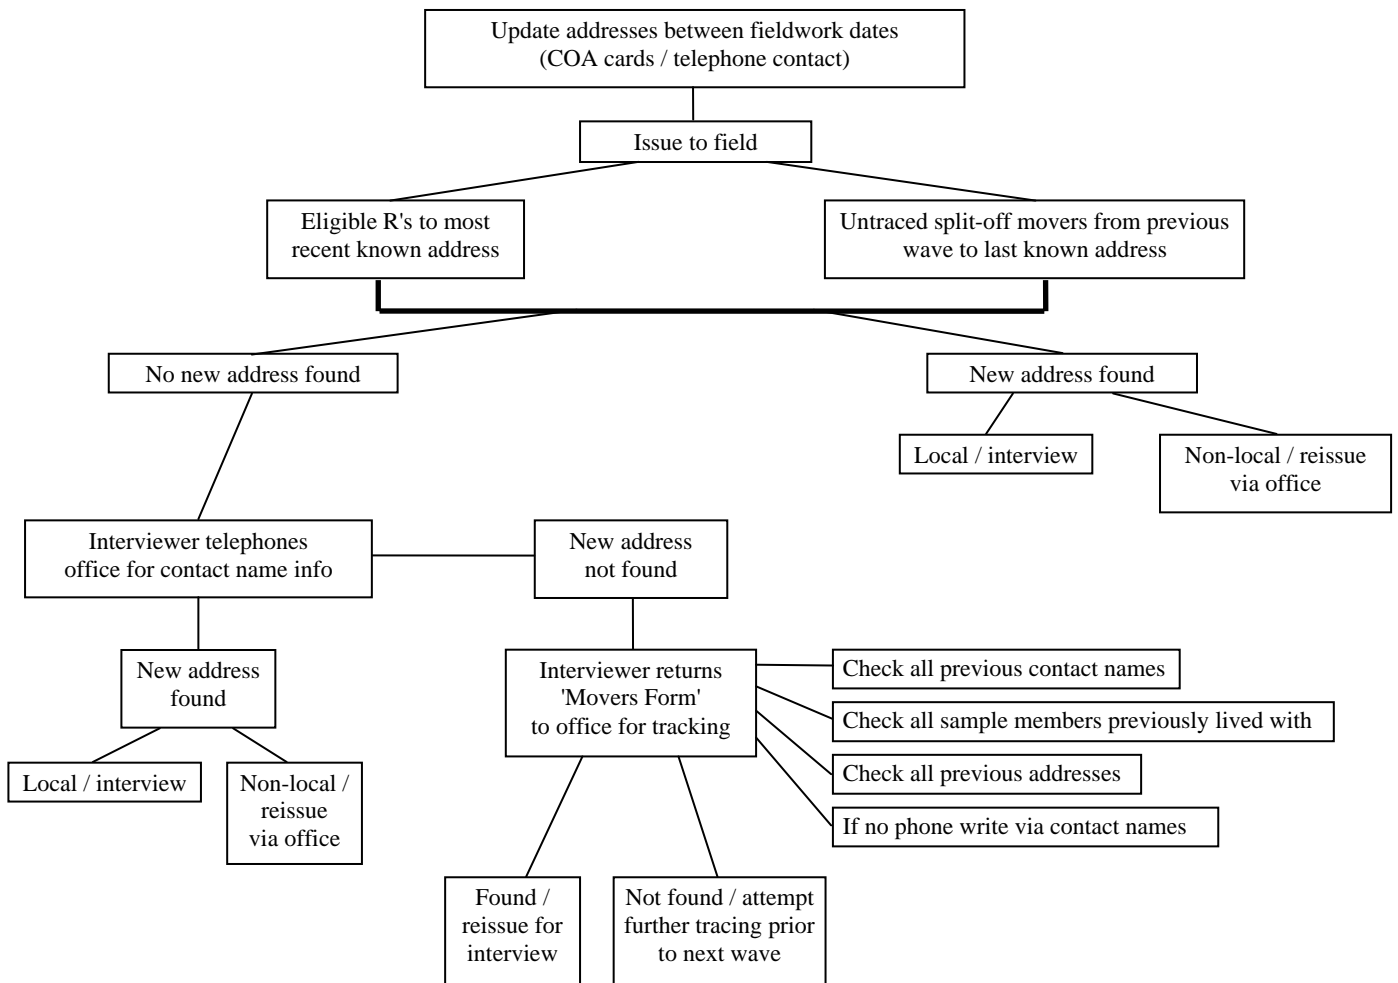 Update addresses between fieldwork dates
(COA cards / telephone contact)
Issue to field
Eligible R's to most
recent known address
Untraced split-off movers from previous
wave to last known address
No new address found
New address found
Local / interview
Non-local / reissue
via office
Interviewer telephones
office for contact name info
New address
not found
New address
found
Interviewer returns
'Movers Form'
to office for tracking
Check all previous contact names
Check all sample members previously lived with
Check all previous addresses
If no phone write via contact names
Local / interview
Non-local /
reissue
via office
Found /
reissue for
interview
Not found / attempt
further tracing prior
to next wave